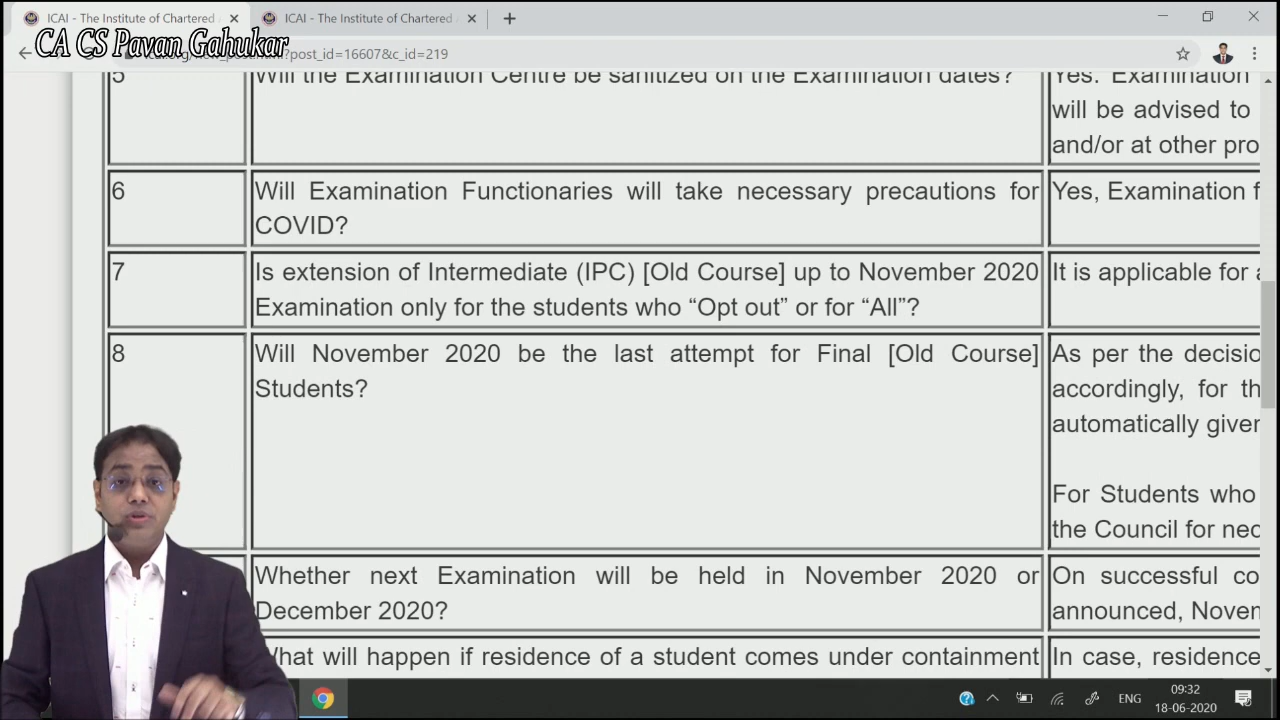 ICAI - The Institute of Chartered
ICAI - The Institute of Chartered
CA CS Pavan Gahukar
?post_id=16607&c_id=219
5
Will the Examination Centre be sanitized on the Examination dates?
Yes. Examination
will be advised to
and/or at other pro
6
Will Examination Functionaries will take necessary precautions for
COVID?
Yes, Examination f
7
Is extension of Intermediate (IPC) [Old Course] up to November 2020
Examination only for the students who “Opt out” or for “All”?
It is applicable for a
8
Will November 2020 be the last attempt for Final [Old Course]
Students?
As per the decisio
accordingly, for th
automatically giver
For Students who
the Council for nec
Whether next Examination will be held in November 2020 or
December 2020?
On successful co
announced, Noven
What will happen if residence of a student comes under containment
In case, residence
ENG
09:32
18-06-2020